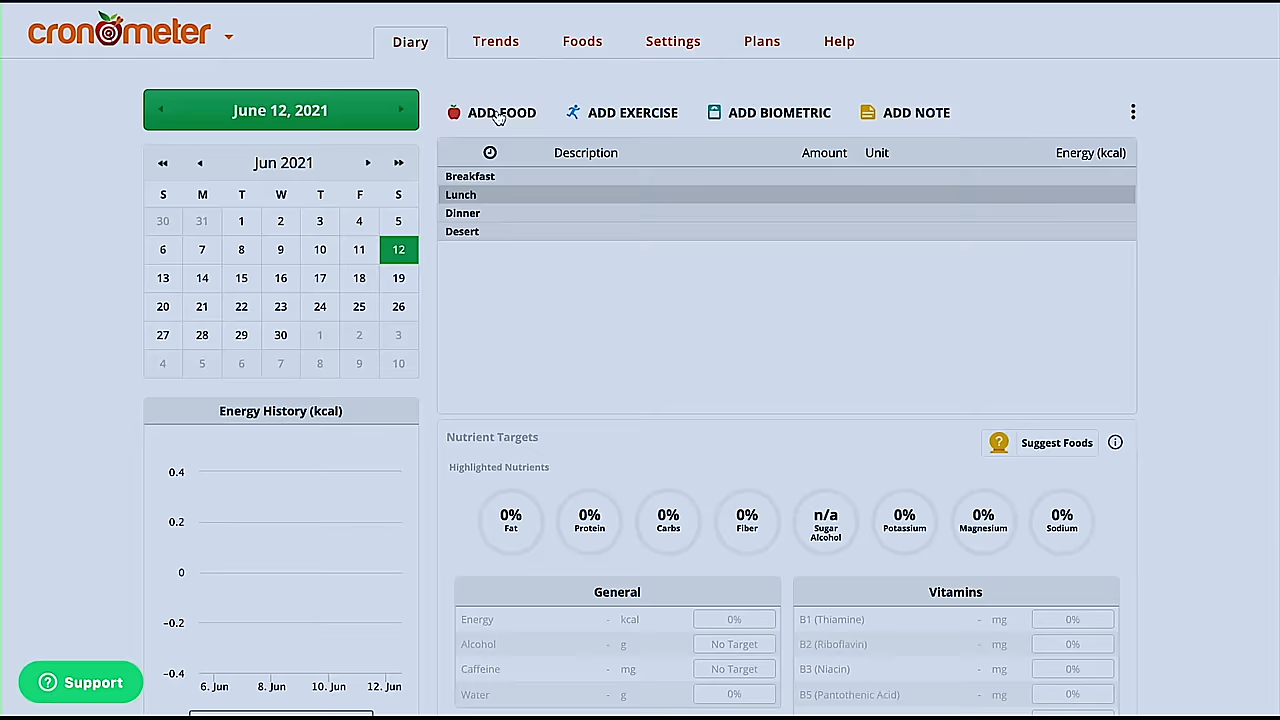 cronometer
Diary
Trends
Foods
Settings
Plans
Help
June 12, 2021
Jun 2021
S M T W T F S
30 31 1 2 3 4 5
6 7 8 9 10 11 12
13 14 15 16 17 18 19
20 21 22 23 24 25 26
27 28 29 30 1 2 3
4 5 6 7 8 9 10
Energy History (kcal)
0.4
0.2
0
-0.2
-0.4
6. Jun 8. Jun 10. Jun 12. Jun
? Support
ADD FOOD
ADD EXERCISE
ADD BIOMETRIC
ADD NOTE
Description Amount Unit Energy (kcal)
Breakfast
Lunch
Dinner
Desert
Nutrient Targets
? Suggest Foods i
Highlighted Nutrients
0% Fat
0% Protein
0% Carbs
0% Fiber
n/a Sugar Alcohol
0% Potassium
0% Magnesium
0% Sodium
General
Energy - kcal 0%
Alcohol - g No Target
Caffeine - mg No Target
Water - g 0%
Vitamins
B1 (Thiamine) - mg 0%
B2 (Riboflavin) - mg 0%
B3 (Niacin) - mg 0%
B5 (Pantothenic Acid) - mg 0%